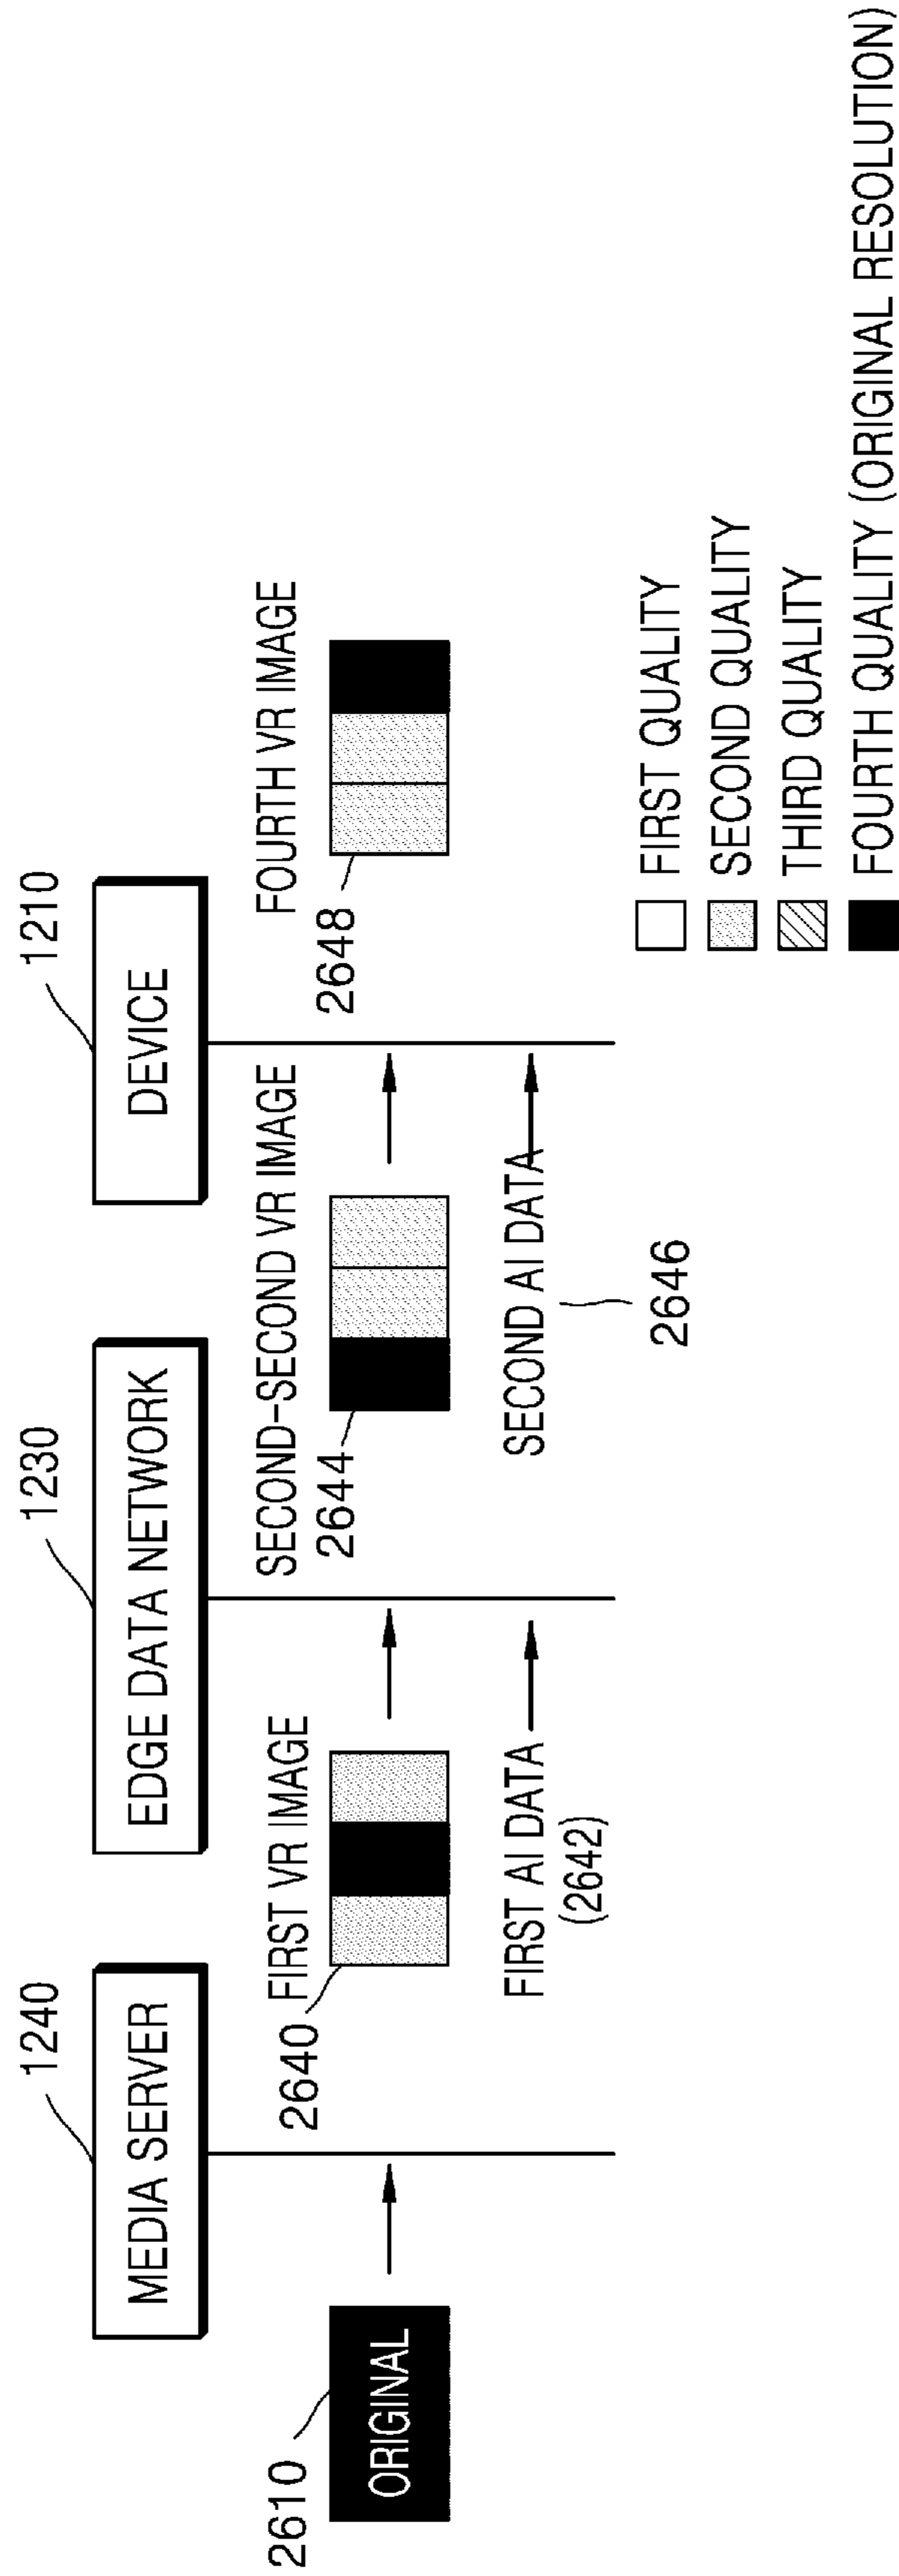 1240
1230
1210
MEDIA SERVER
EDGE DATA NETWORK
DEVICE
2610
ORIGINAL
2640
FIRST VR IMAGE
SECOND-SECOND VR IMAGE
2644
FOURTH VR IMAGE
2648
FIRST AI DATA
(2642)
SECOND AI DATA
2646
FIRST QUALITY
SECOND QUALITY
THIRD QUALITY
FOURTH QUALITY (ORIGINAL RESOLUTION)